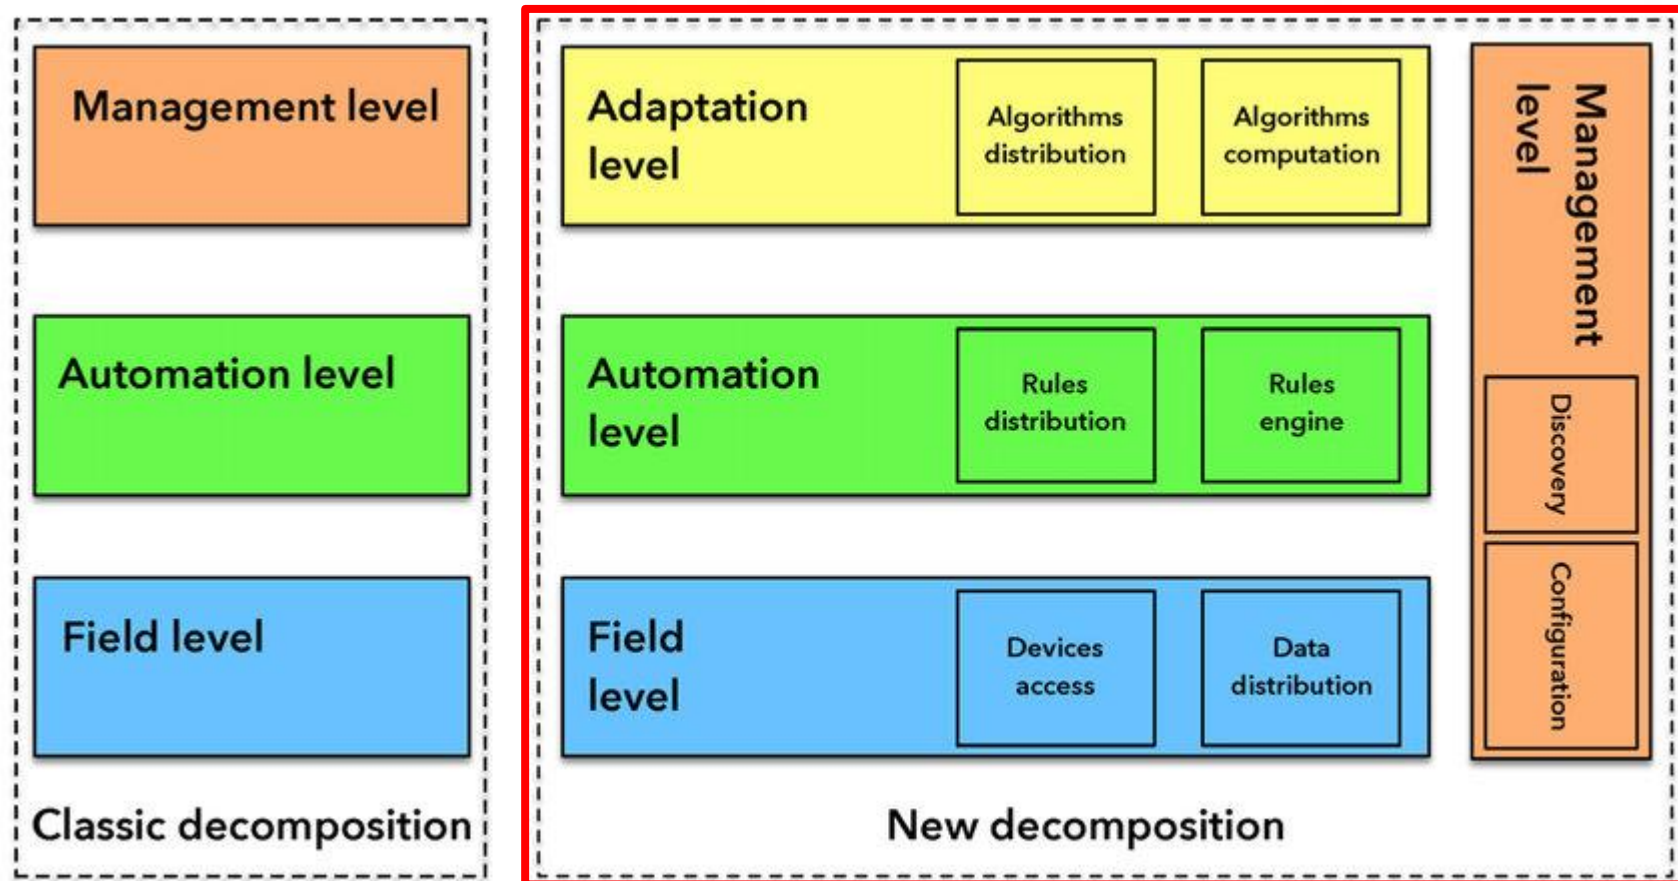 Management level
Automation level
Field level
Classic decomposition
Adaptation
level
Algorithms
distribution
Algorithms
computation
Automation
level
Rules
distribution
Rules
engine
Field
level
Devices
access
Data
distribution
Management
level
Discovery
Configuration
New decomposition